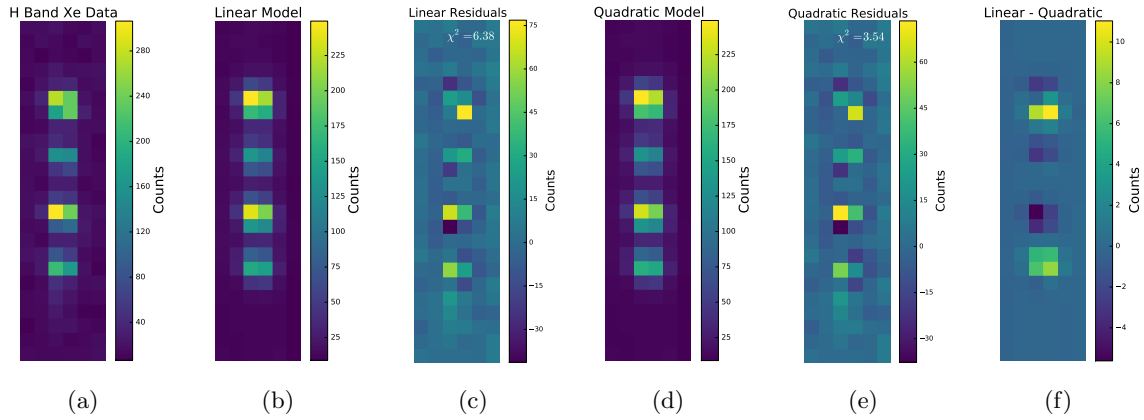 H Band Xe Data
280
240
200
160
120
80
40
Counts
(a)
Linear Model
225
200
175
150
125
100
75
50
25
Counts
(b)
Linear Residuals
χ² =6.38
75
60
45
30
15
0
−15
−30
Counts
(c)
Quadratic Model
225
200
175
150
125
100
75
50
25
Counts
(d)
Quadratic Residuals
χ² =3.54
60
45
30
15
0
−15
−30
Counts
(e)
Linear - Quadratic
10
8
6
4
2
0
−2
−4
Counts
(f)